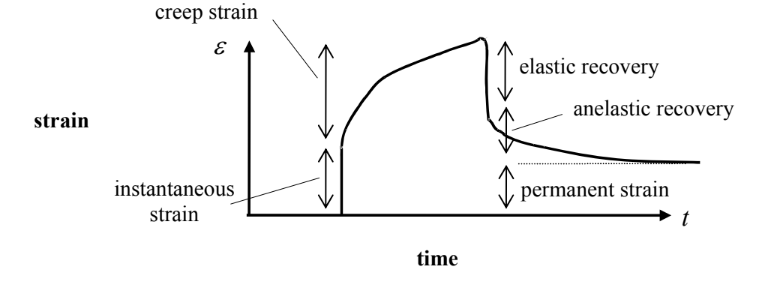 creep strain
ε
elastic recovery
anelastic recovery
strain
instantaneous
strain
permanent strain
t
time